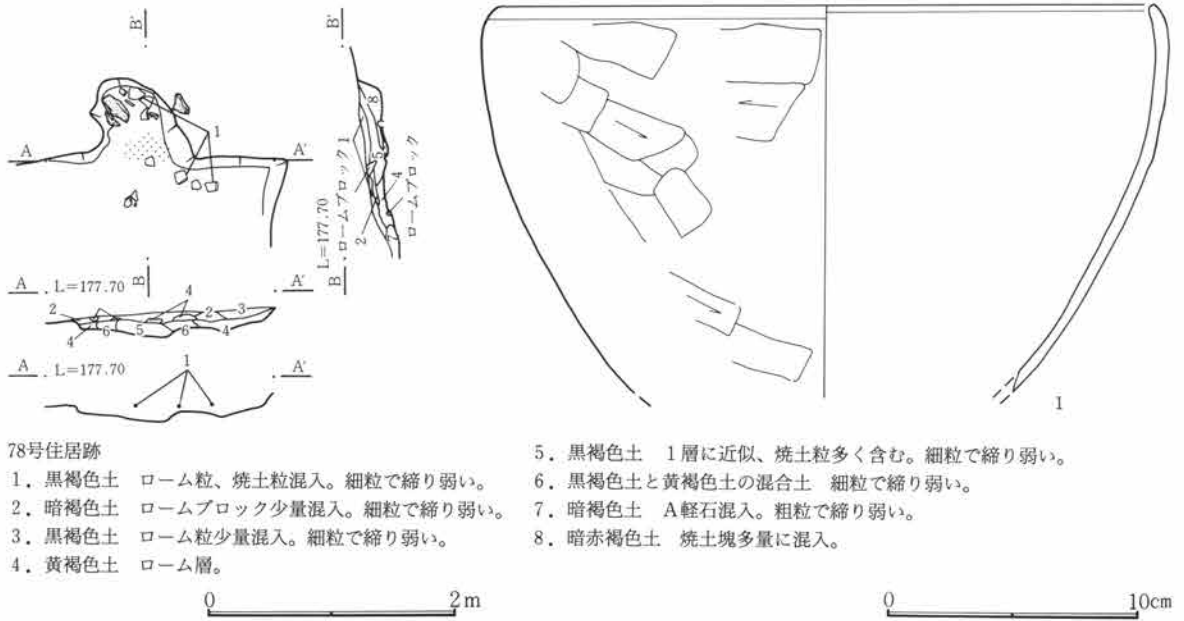 B'
A
A'
1
B
B'
8
5
4
7
1
2
ロームブロック
ロームブロック
L=177.70
B
A L=177.70 A'
4
2 2 3
4 6 5 6 4
A L=177.70 A'
1
1
78号住居跡
1．黒褐色土 ローム粒、焼土粒混入。細粒で締り弱い。
2．暗褐色土 ロームブロック少量混入。細粒で締り弱い。
3．黒褐色土 ローム粒少量混入。細粒で締り弱い。
4．黄褐色土 ローム層。
5．黒褐色土 1層に近似、焼土粒多く含む。細粒で締り弱い。
6．黒褐色土と黄褐色土の混合土 細粒で締り弱い。
7．暗褐色土 A軽石混入。粗粒で締り弱い。
8．暗赤褐色土 焼土塊多量に混入。
0 2m
0 10cm